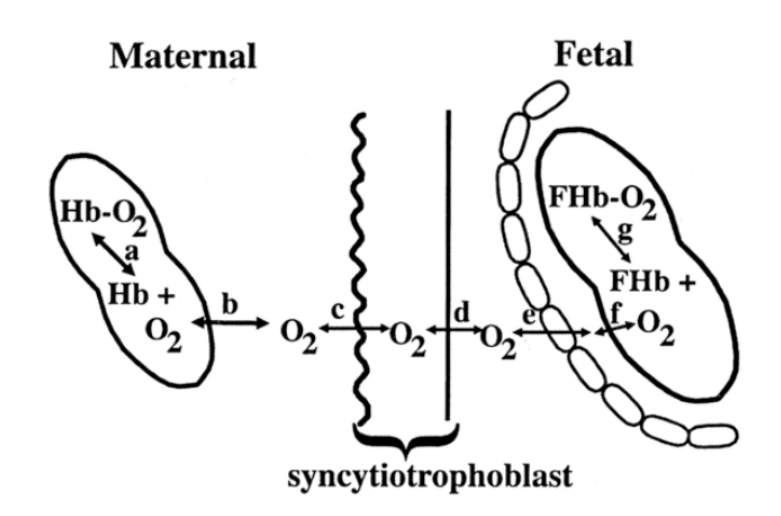 Maternal
Fetal
Hb-O₂
a
Hb +
O₂
b
O₂
c
O₂
d
O₂
e
f
FHb-O₂
g
FHb +
O₂
syncytiotrophoblast